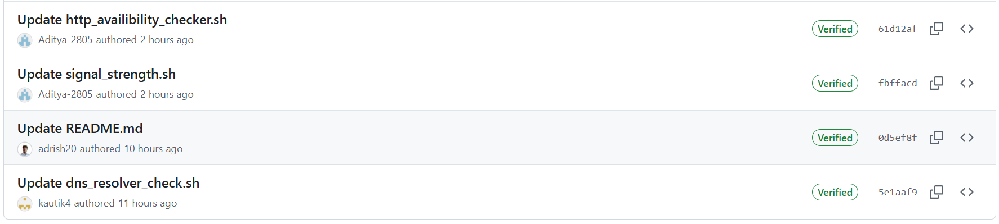 Update http_availibility_checker.sh
Aditya-2805 authored 2 hours ago
Verified
61d12af
Update signal_strength.sh
Aditya-2805 authored 2 hours ago
Verified
fbffacd
Update README.md
adrish20 authored 10 hours ago
Verified
0d5ef8f
Update dns_resolver_check.sh
kautik4 authored 11 hours ago
Verified
5e1aaf9